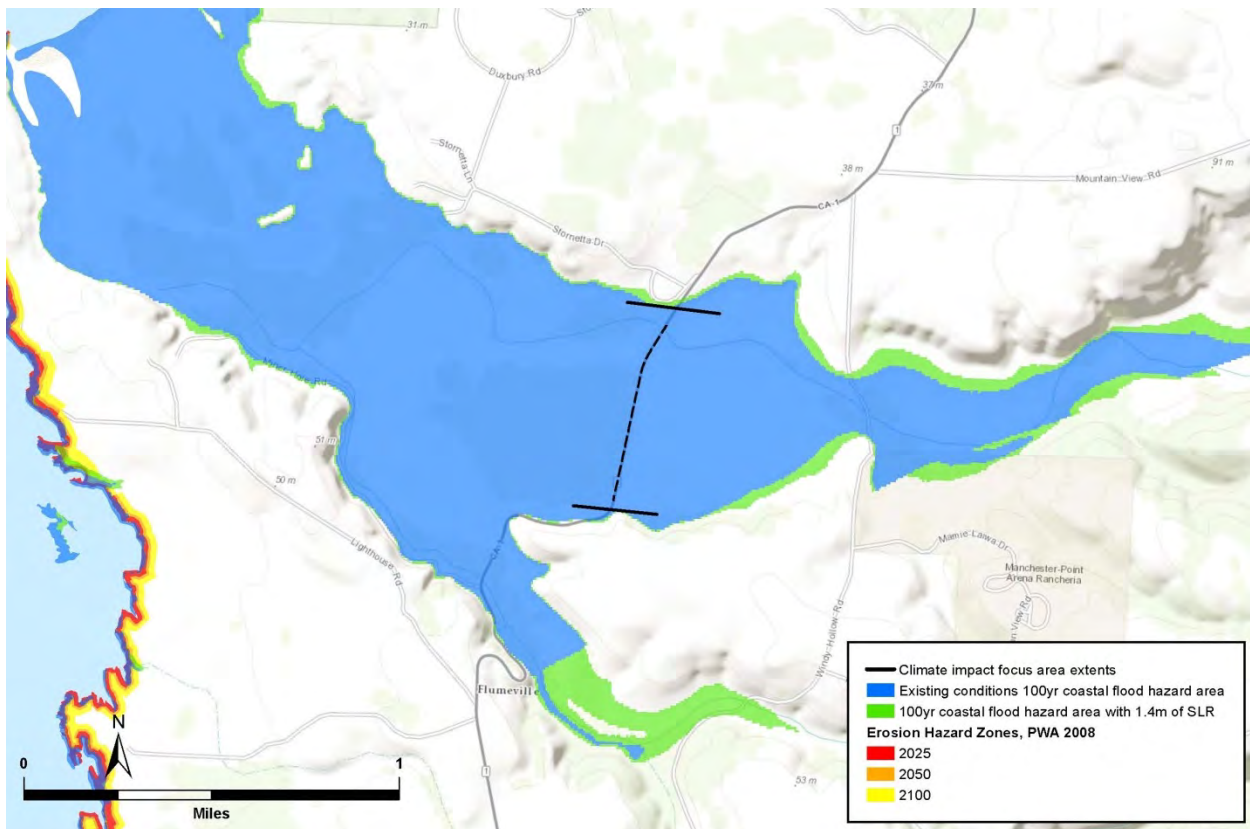 31 m
Duxbury Rd
37 m
1
Stornetta Ln
38 m
91 m
Mountain View Rd
CA-1
Stornetta Dr
51 m
50 m
Lighthouse Rd
CA-1
Mamie Laiwa Dr
Manchester-Point
Arena Rancheria
Windy Hollow Rd
Flumeville
1
53 m
N
0
1
Miles
Climate impact focus area extents
Existing conditions 100yr coastal flood hazard area
100yr coastal flood hazard area with 1.4m of SLR
Erosion Hazard Zones, PWA 2008
2025
2050
2100